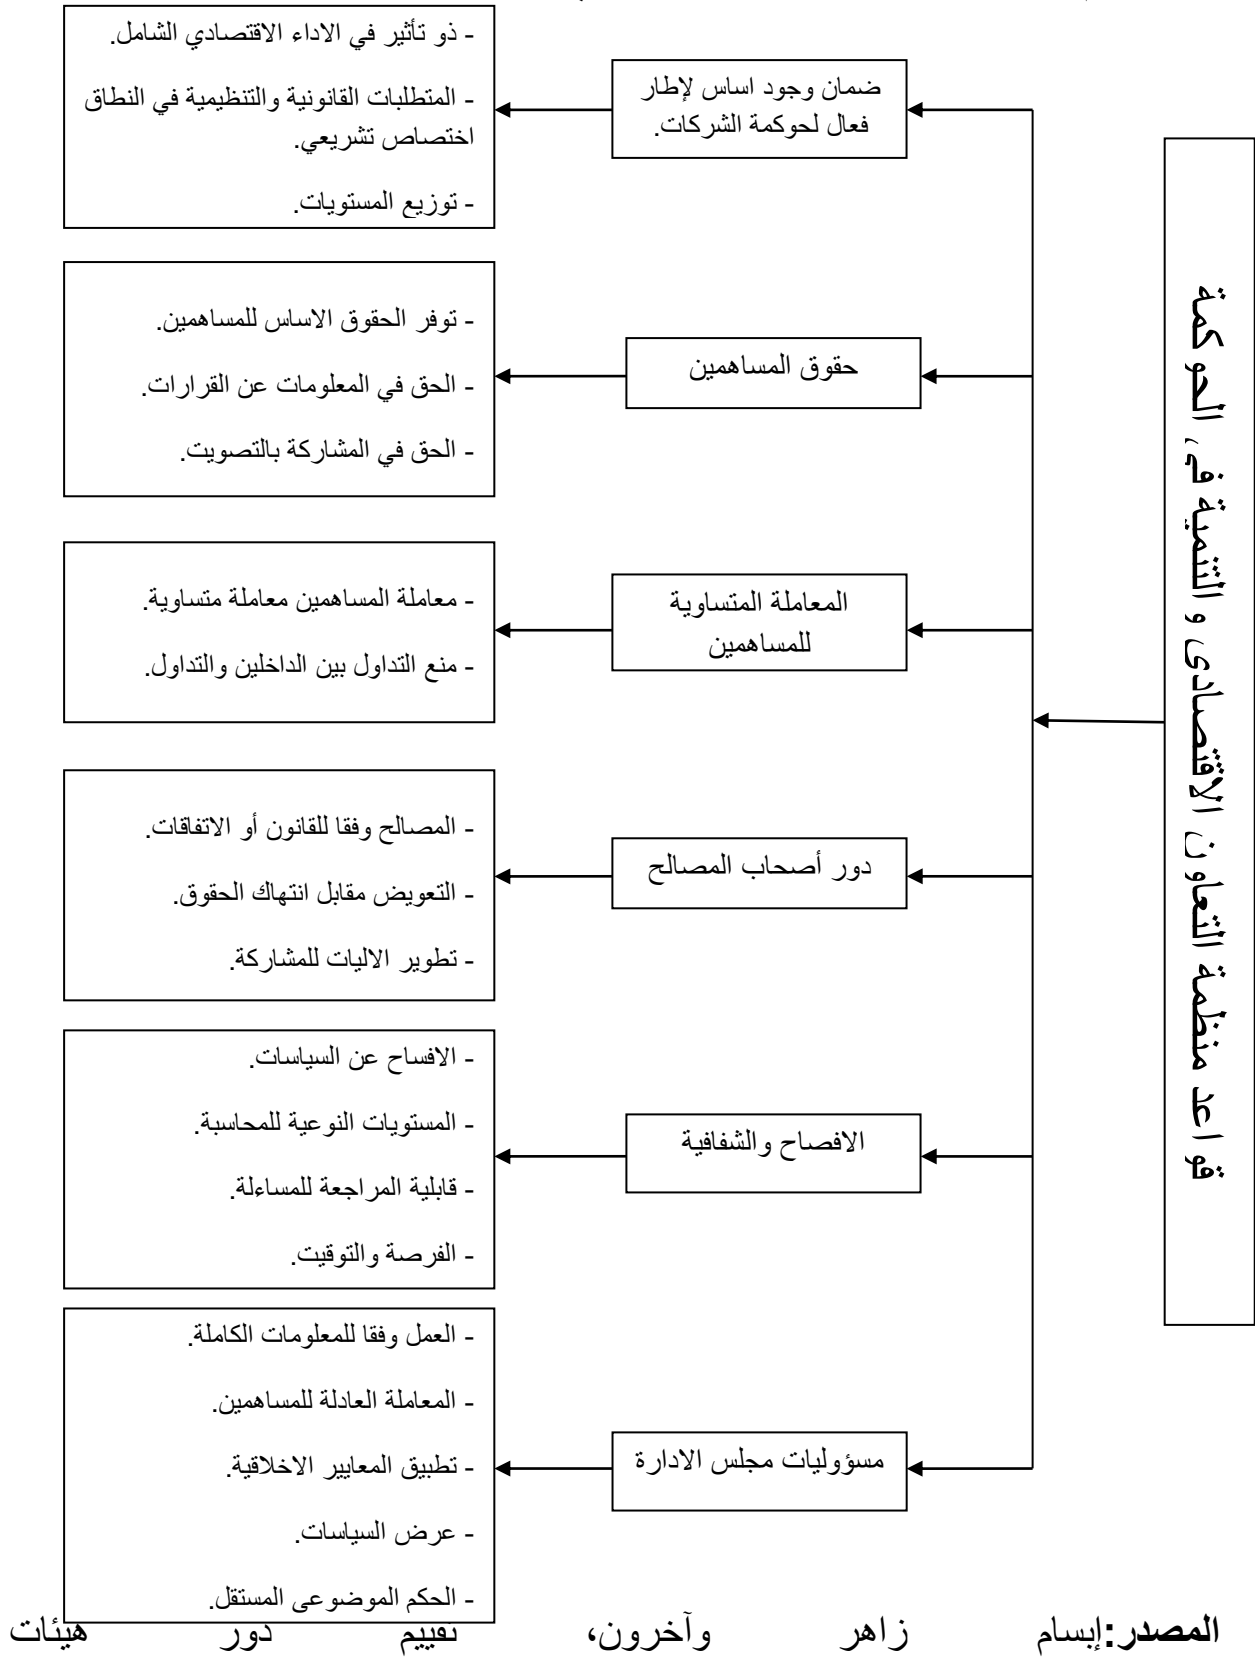 قواعد منظمة التعاون الاقتصادي والتنمية في الحوكمة
ضمان وجود اساس لإطار
فعال لحوكمة الشركات.
- ذو تأثير في الاداء الاقتصادي الشامل.
- المتطلبات القانونية والتنظيمية في النطاق
اختصاص تشريعي.
- توزيع المستويات.
حقوق المساهمين
- توفر الحقوق الاساس للمساهمين.
- الحق في المعلومات عن القرارات.
- الحق في المشاركة بالتصويت.
المعاملة المتساوية
للمساهمين
- معاملة المساهمين معاملة متساوية.
- منع التداول بين الداخلين والتداول.
دور أصحاب المصالح
- المصالح وفقا للقانون أو الاتفاقات.
- التعويض مقابل انتهاك الحقوق.
- تطوير الاليات للمشاركة.
الافصاح والشفافية
- الافساح عن السياسات.
- المستويات النوعية للمحاسبة.
- قابلية المراجعة للمساءلة.
- الفرصة والتوقيت.
مسؤوليات مجلس الادارة
- العمل وفقا للمعلومات الكاملة.
- المعاملة العادلة للمساهمين.
- تطبيق المعايير الاخلاقية.
- عرض السياسات.
- الحكم الموضوعي المستقل.
المصدر:إبسام زاهر وآخرون، تقييم دور هيئات